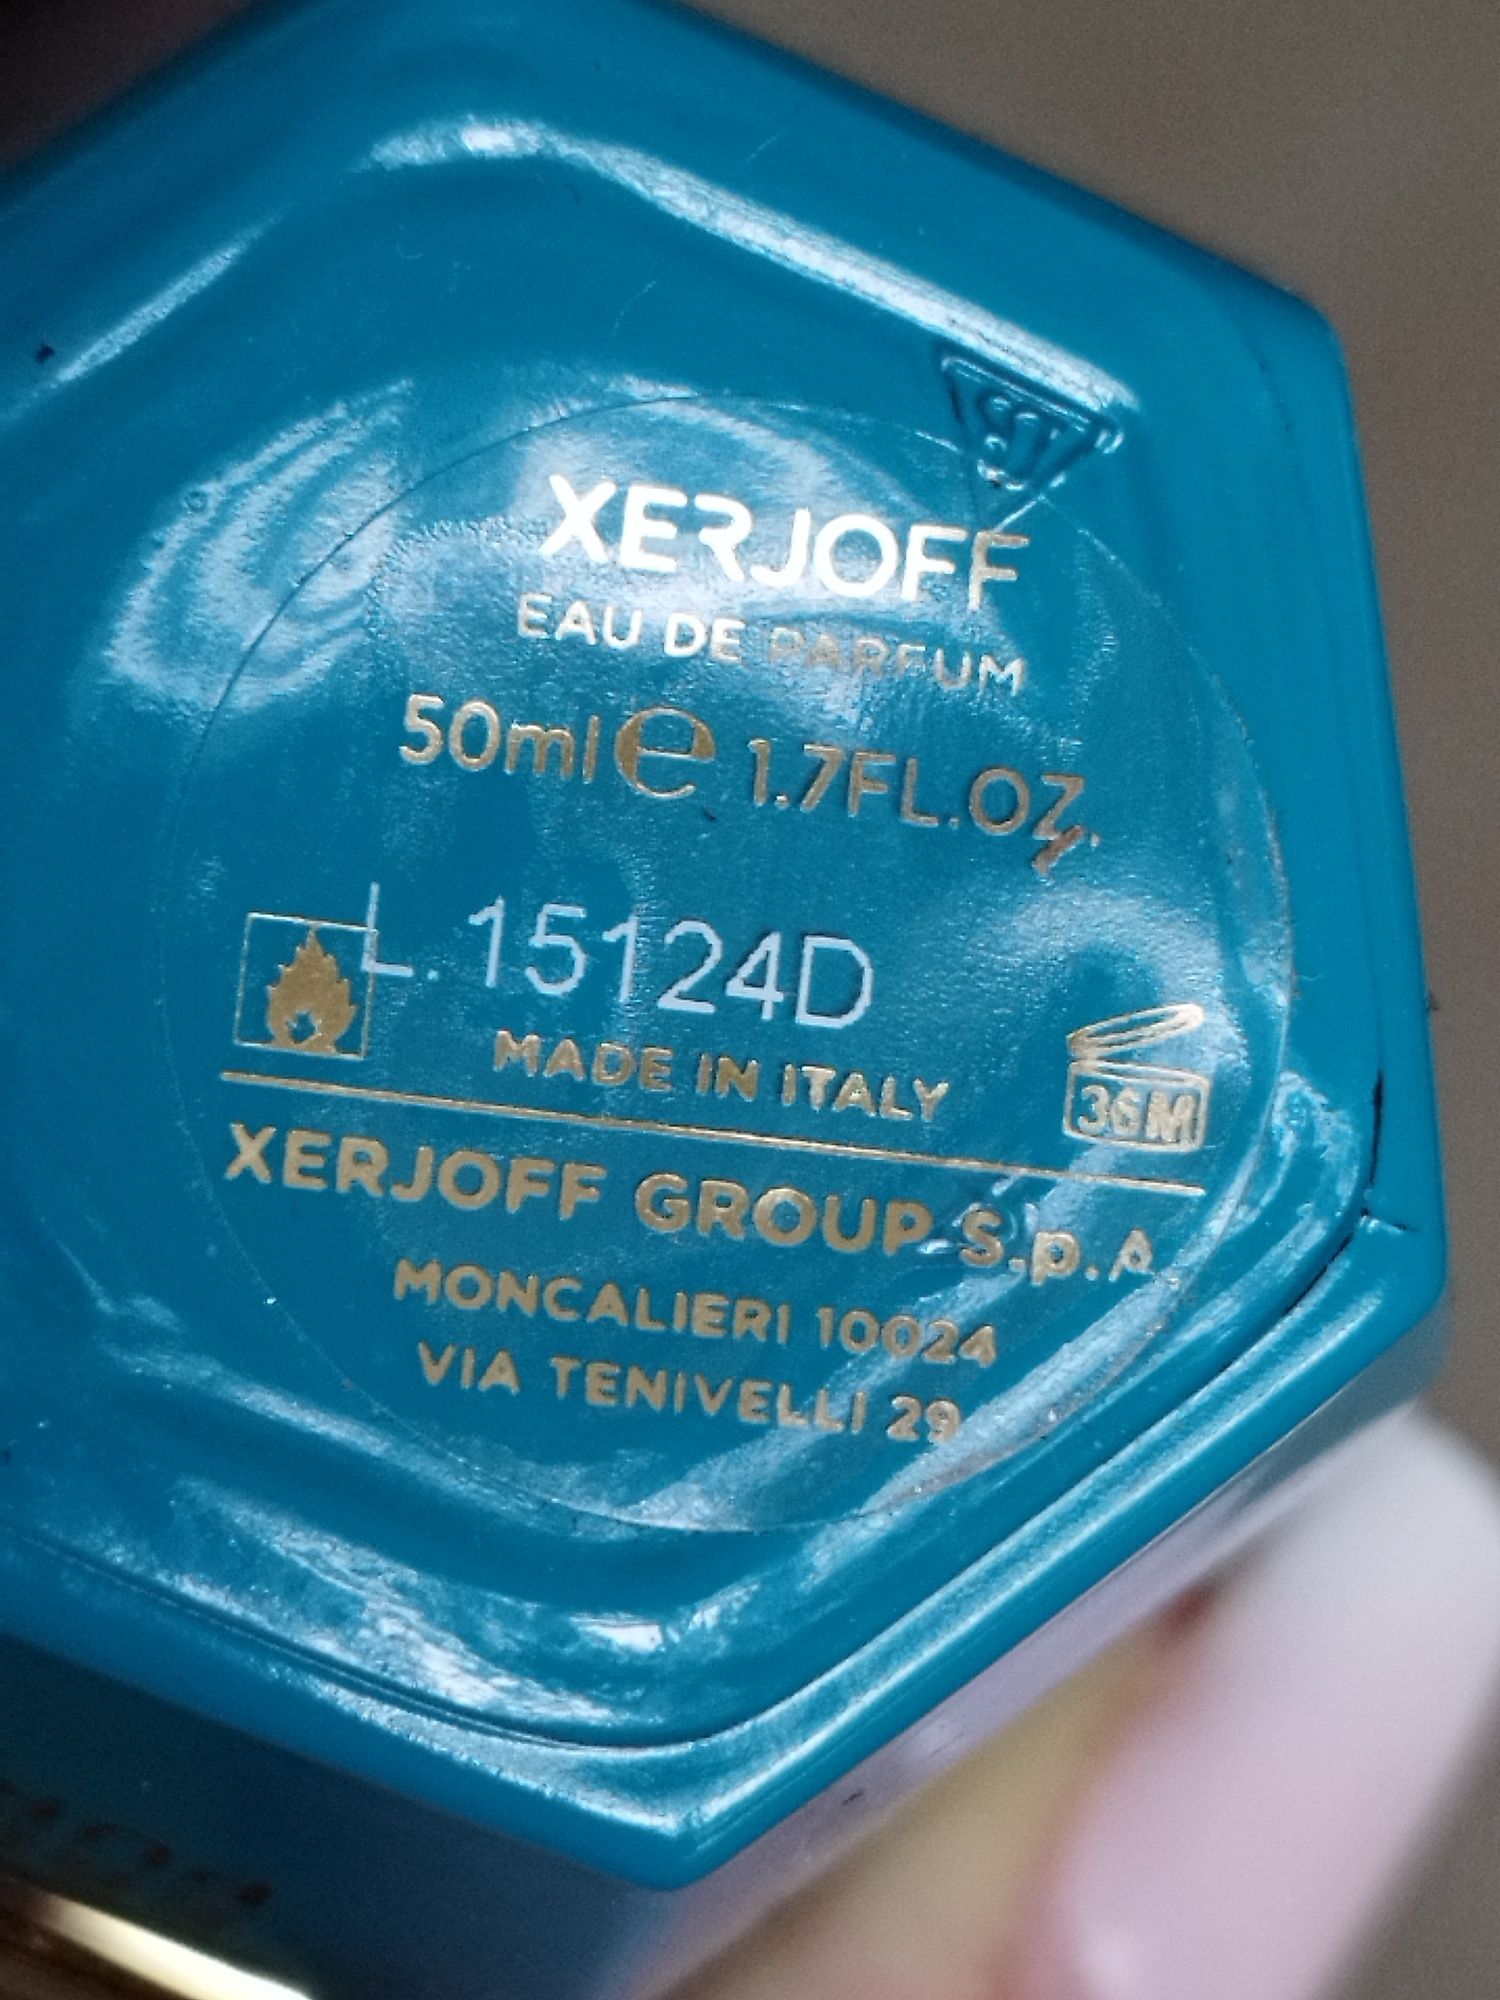 XERJOFF
EAU DE PARFUM
50ml ℮ 1.7FL.OZ.
L. 15124D
MADE IN ITALY
36M
XERJOFF GROUP S.p.A.
MONCALIERI 10024
VIA TENIVELLI 29